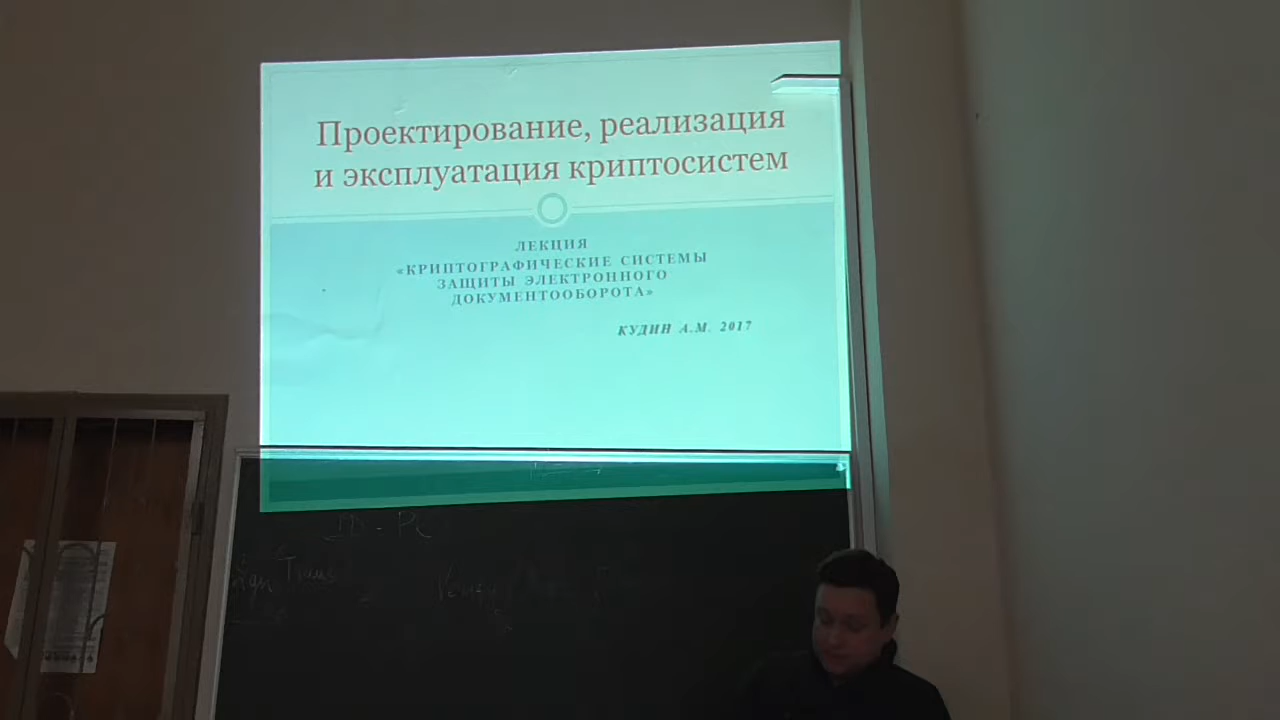 Проектирование, реализация
и эксплуатация криптосистем
ЛЕКЦИЯ
«КРИПТОГРАФИЧЕСКИЕ СИСТЕМЫ
ЗАЩИТЫ ЭЛЕКТРОННОГО
ДОКУМЕНТООБОРОТА»
КУДИН А.М. 2017